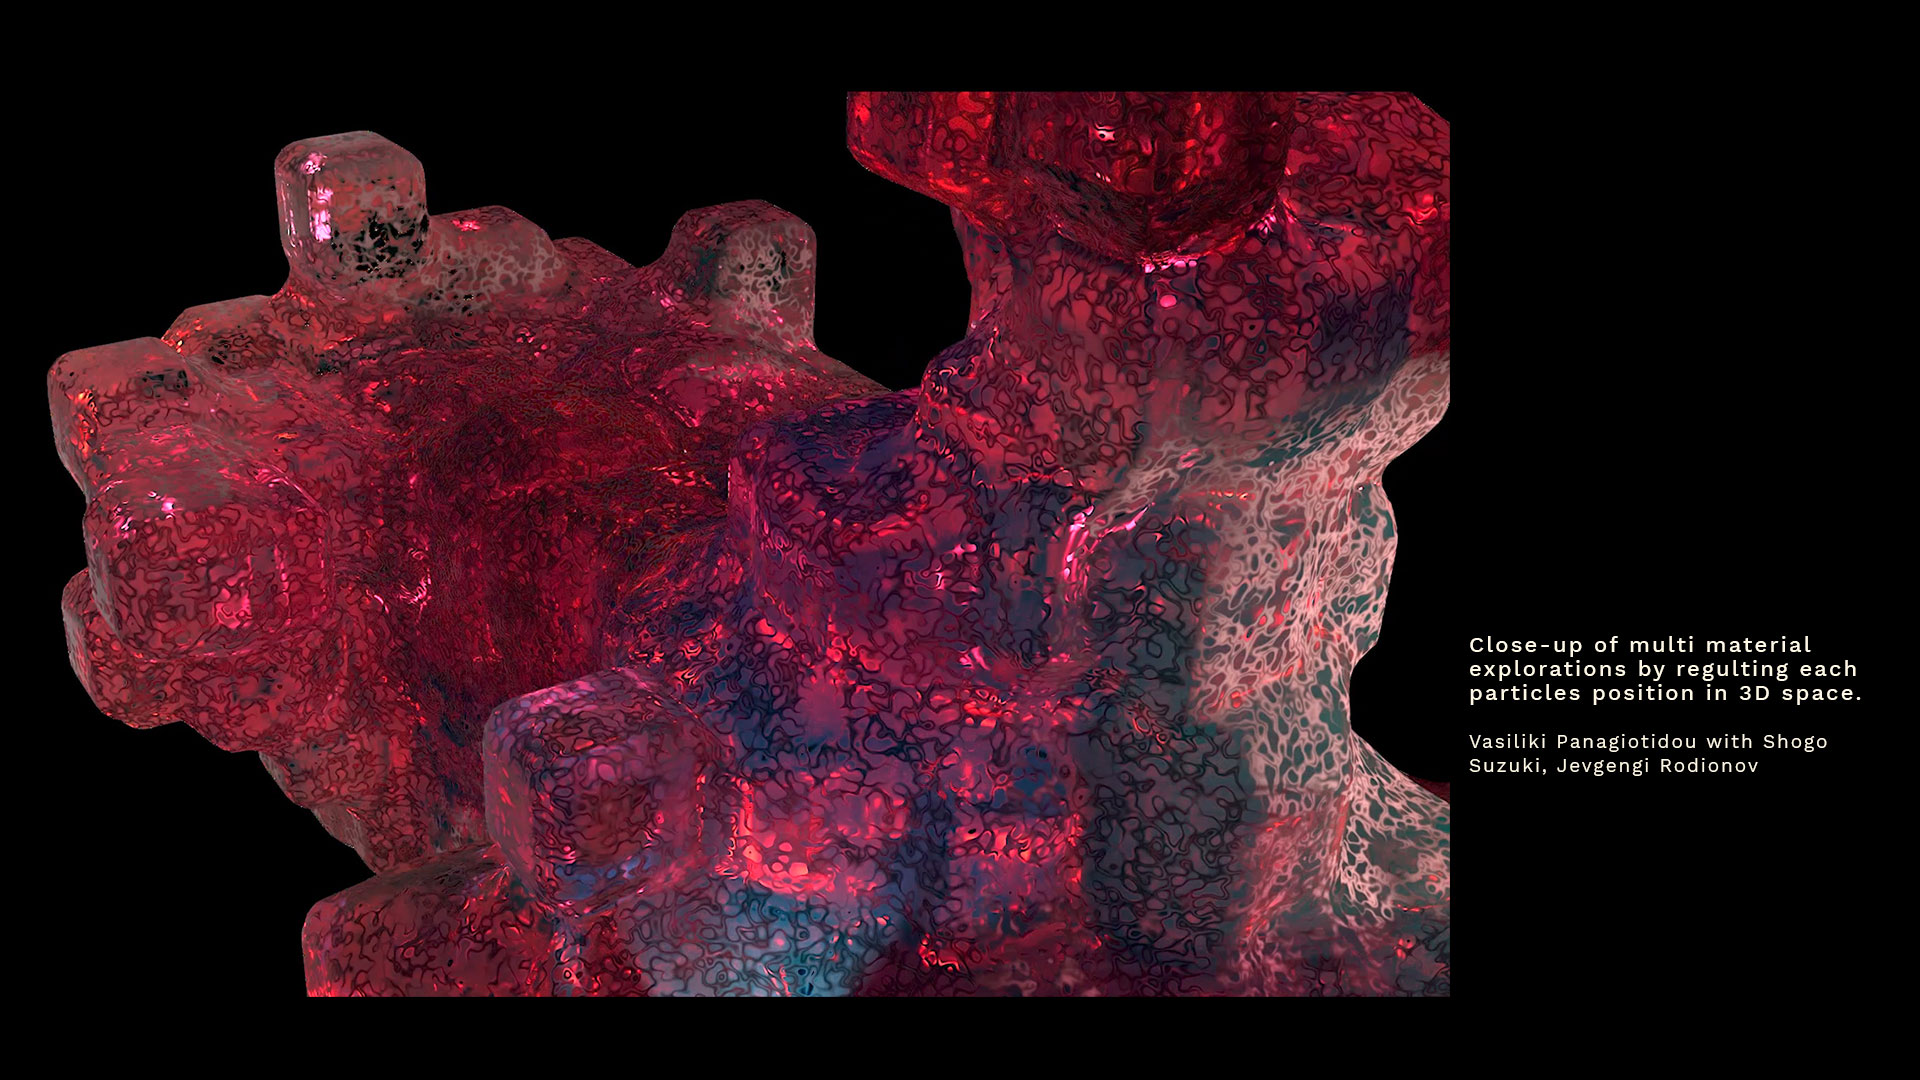 Close-up of multi material
explorations by regulting each
particles position in 3D space.
Vasiliki Panagiotidou with Shogo
Suzuki, Jevgengi Rodionov